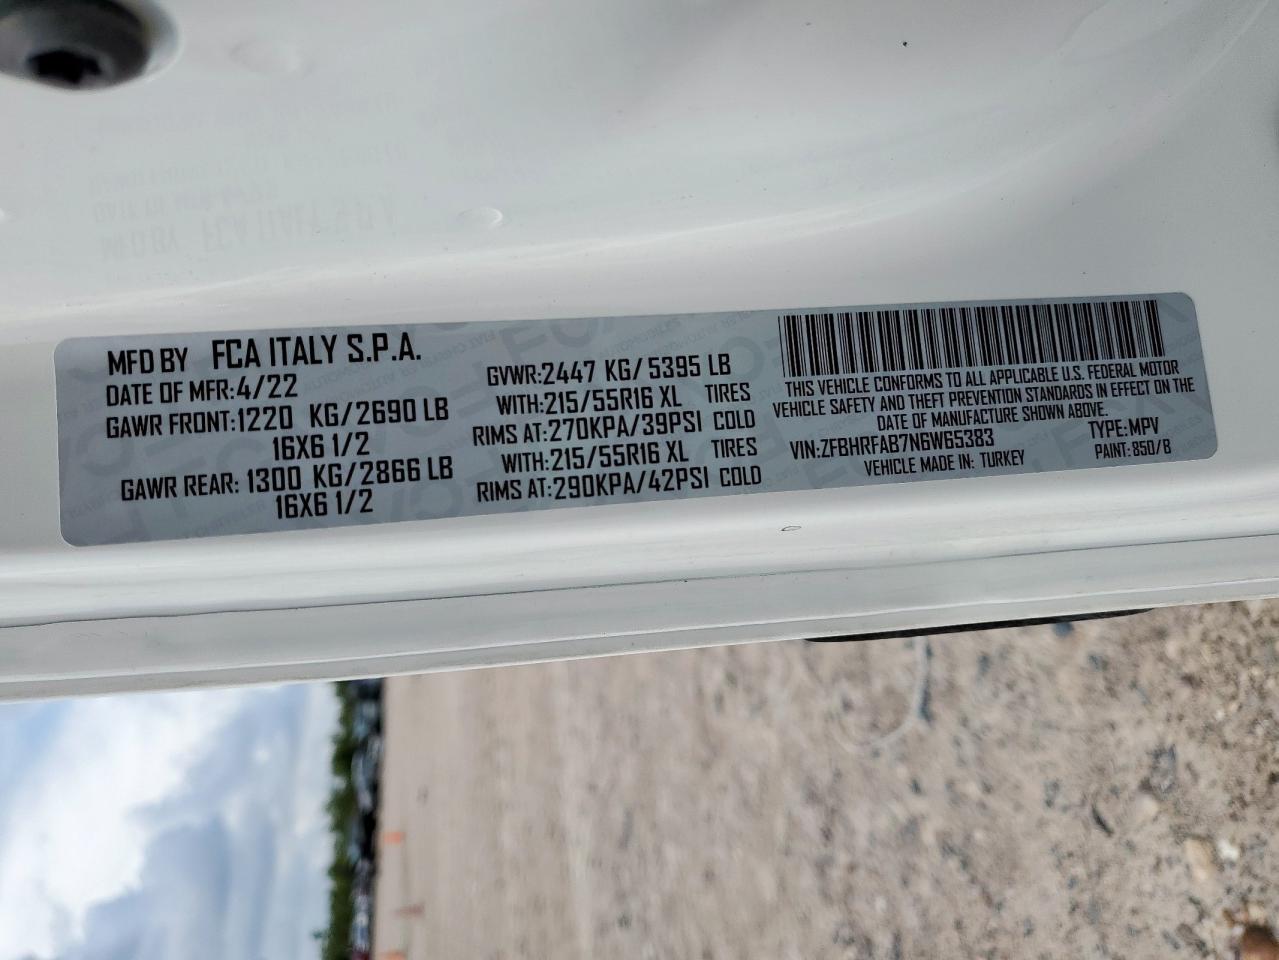 MFD BY FCA ITALY S.P.A.
DATE OF MFR:4/22
GAWR FRONT:1220 KG/2690 LB
16X6 1/2
GAWR REAR: 1300 KG/2866 LB
16X6 1/2
GVWR:2447 KG/5395 LB
WITH:215/55R16 XL TIRES
RIMS AT:270KPA/39PSI COLD
WITH:215/55R16 XL TIRES
RIMS AT:290KPA/42PSI COLD
THIS VEHICLE CONFORMS TO ALL APPLICABLE U.S. FEDERAL MOTOR
VEHICLE SAFETY AND THEFT PREVENTION STANDARDS IN EFFECT ON THE
DATE OF MANUFACTURE SHOWN ABOVE.
VIN:ZFBHRFAB7N6W65383 TYPE:MPV
VEHICLE MADE IN: TURKEY PAINT: 850/B